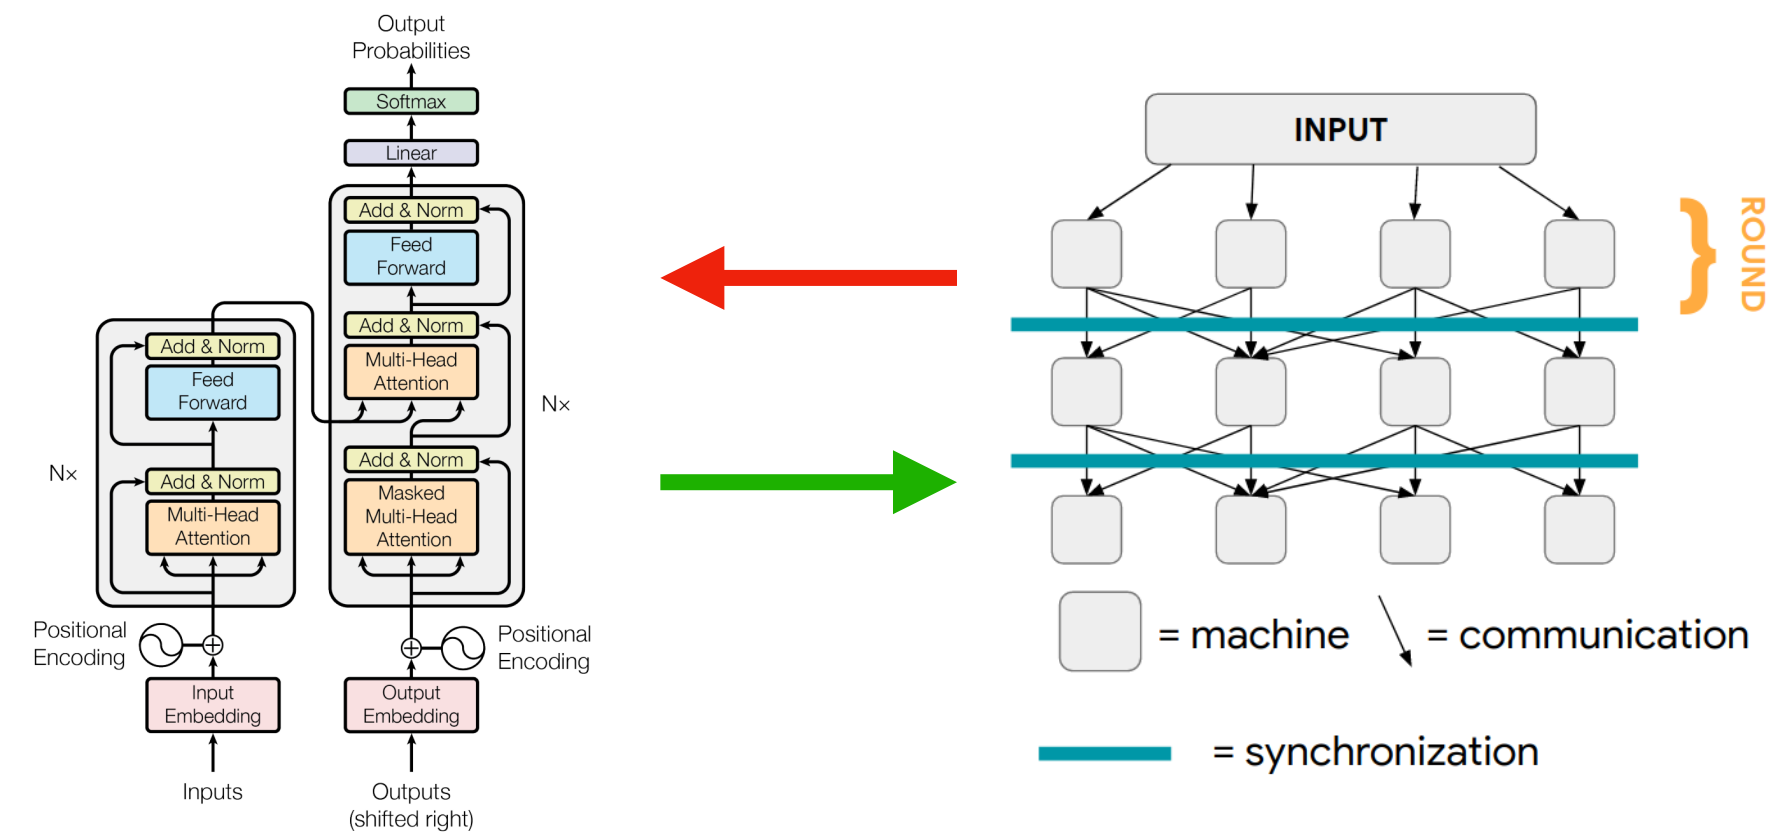 Output
Probabilities
Softmax
Linear
Add & Norm
Feed
Forward
Add & Norm
Multi-Head
Attention
Add & Norm
Masked
Multi-Head
Attention
N×
Add & Norm
Feed
Forward
Add & Norm
Multi-Head
Attention
N×
Positional
Encoding
Positional
Encoding
Input
Embedding
Output
Embedding
Inputs
Outputs
(shifted right)
INPUT
ROUND
= machine
= communication
= synchronization